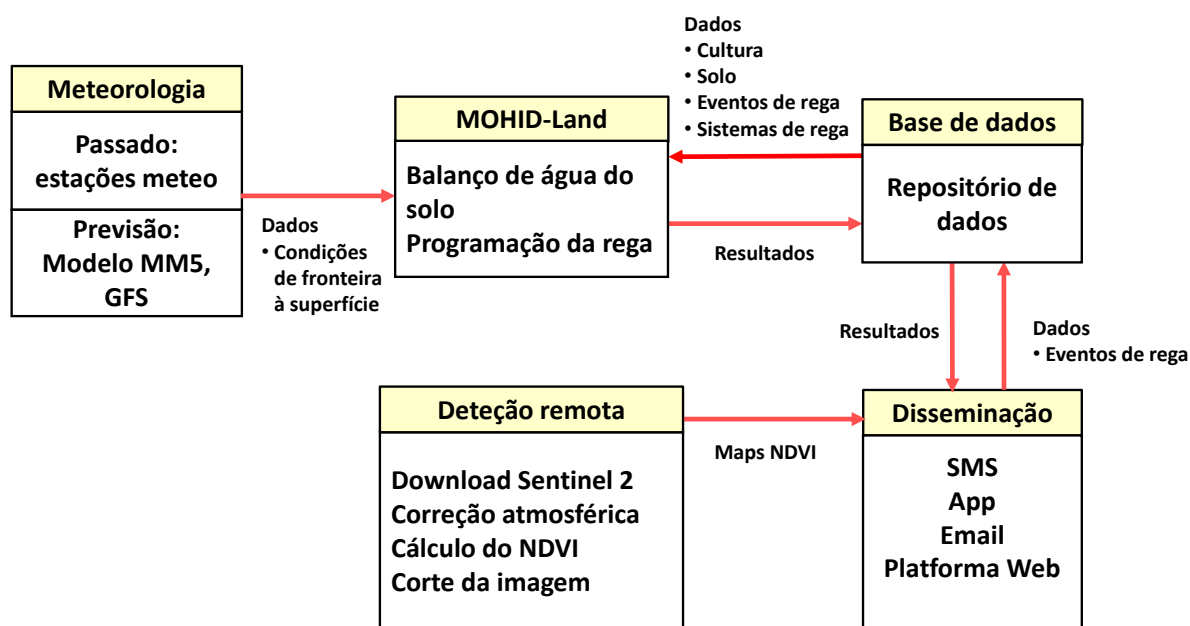 Meteorologia
Passado:
estações meteo
Previsão:
Modelo MM5,
GFS
Dados
• Condições
de fronteira
à superfície
MOHID-Land
Balanço de água do
solo
Programação da rega
Dados
• Cultura
• Solo
• Eventos de rega
• Sistemas de rega
Resultados
Base de dados
Repositório de
dados
Resultados
Dados
• Eventos de rega
Deteção remota
Download Sentinel 2
Correção atmosférica
Cálculo do NDVI
Corte da imagem
Maps NDVI
Disseminação
SMS
App
Email
Platforma Web